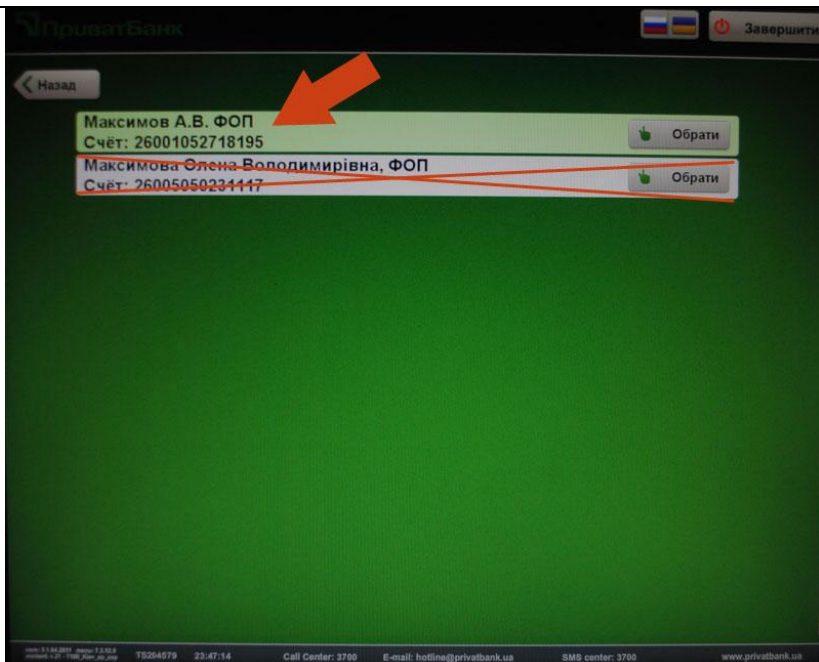 ПриватБанк
Завершити
Назад
Максимов А.В. ФОП
Счёт: 26001052718195
Обрати
Максимова Олена Володимирівна, ФОП
Счёт: 26005050231117
Обрати
TS264579 23:47:14 Call Center: 3700 E-mail: hotline@privatbank.ua SMS center: 3700 www.privatbank.ua